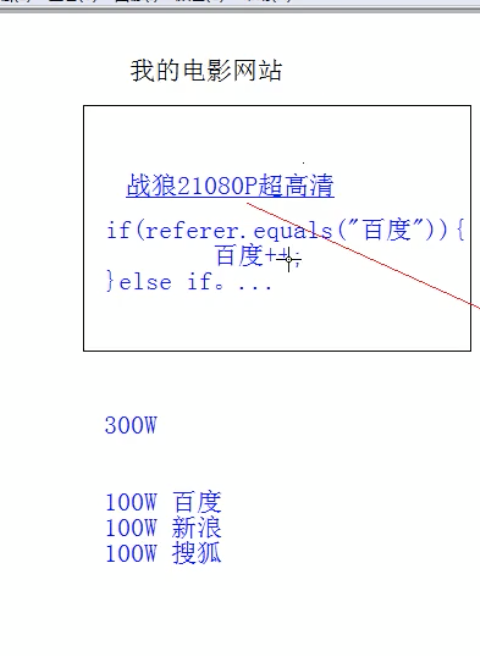 我的电影网站
战狼21080P超高清
if(referer.equals("百度")){
百度++;
}else if。...
300W
100W 百度
100W 新浪
100W 搜狐